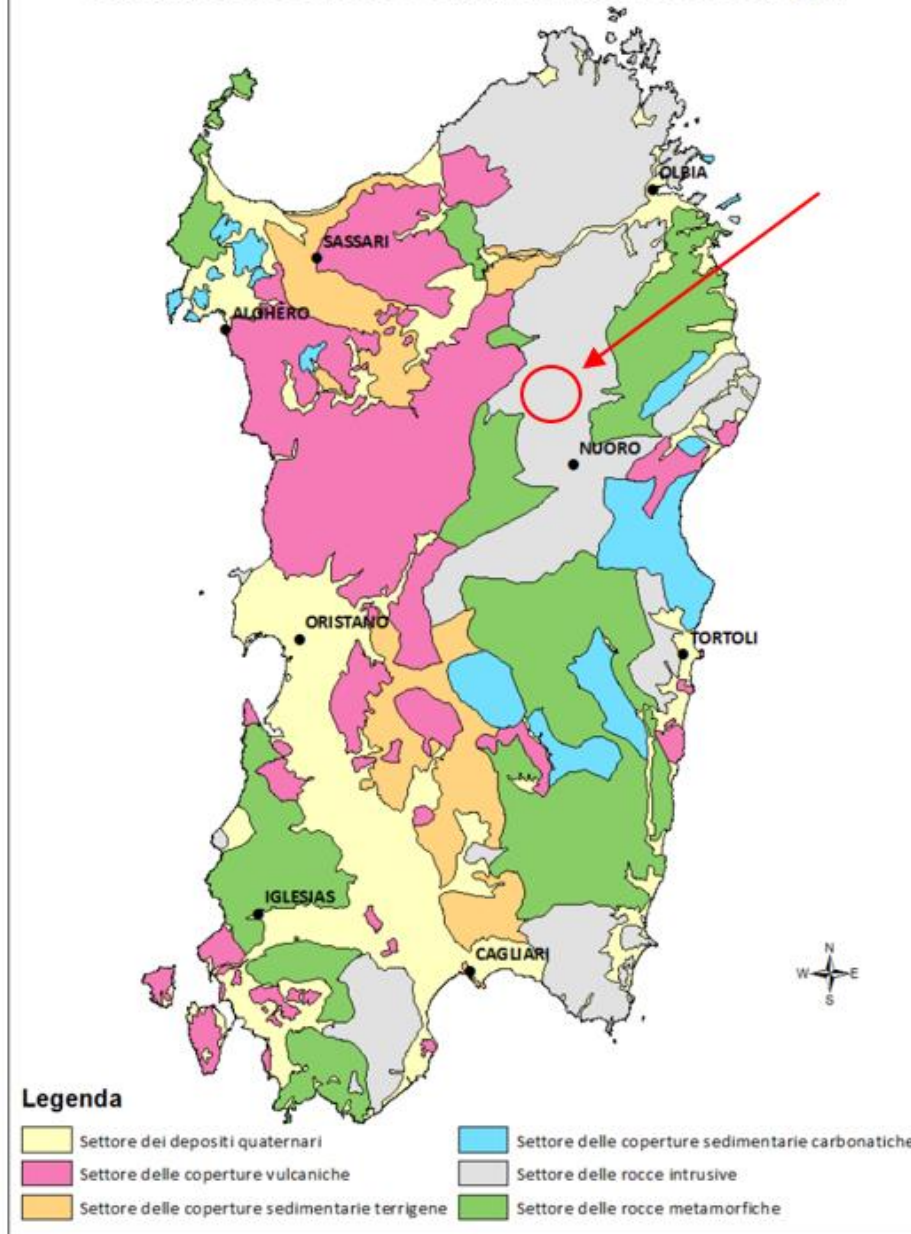 OLBIA
SASSARI
ALGHERO
NUORO
ORISTANO
TORTOLI
IGLESIAS
CAGLIARI
N
W E
S
Legenda
Settore dei depositi quaternari
Settore delle coperture vulcaniche
Settore delle coperture sedimentarie terrigene
Settore delle coperture sedimentarie carbonatiche
Settore delle rocce intrusive
Settore delle rocce metamorfiche